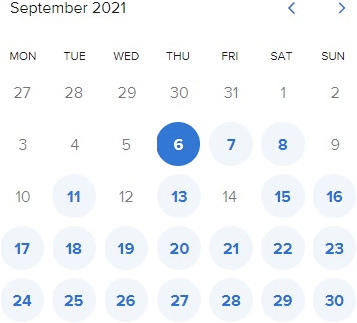 September 2021
MON TUE WED THU FRI SAT SUN
27 28 29 30 31 1 2
3 4 5 6 7 8 9
10 11 12 13 14 15 16
17 18 19 20 21 22 23
24 25 26 27 28 29 30